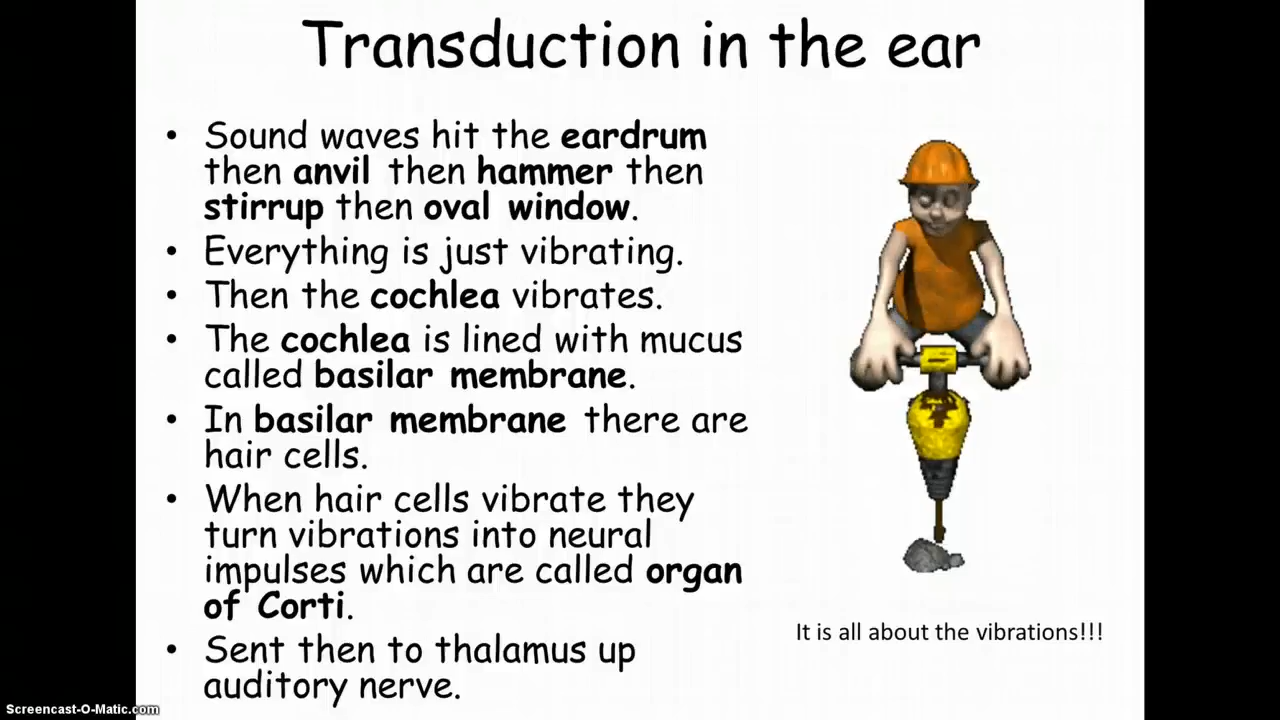 Transduction in the ear
• Sound waves hit the eardrum
then anvil then hammer then
stirrup then oval window.
• Everything is just vibrating.
• Then the cochlea vibrates.
• The cochlea is lined with mucus
called basilar membrane.
• In basilar membrane there are
hair cells.
• When hair cells vibrate they
turn vibrations into neural
impulses which are called organ
of Corti.
• Sent then to thalamus up
auditory nerve.
It is all about the vibrations!!!
Screencast-O-Matic.com